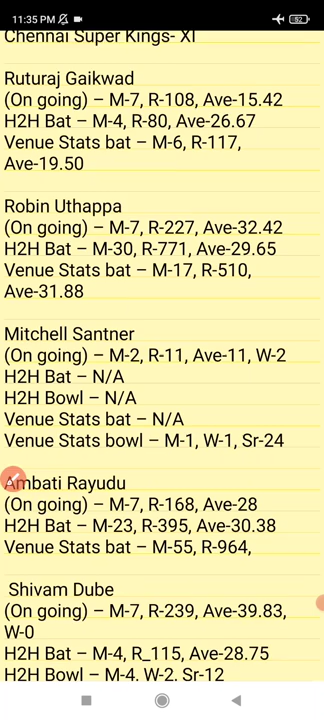 11:35 PM
52
Chennai Super Kings- XI
Ruturaj Gaikwad
(On going) – M-7, R-108, Ave-15.42
H2H Bat – M-4, R-80, Ave-26.67
Venue Stats bat – M-6, R-117,
Ave-19.50
Robin Uthappa
(On going) – M-7, R-227, Ave-32.42
H2H Bat – M-30, R-771, Ave-29.65
Venue Stats bat – M-17, R-510,
Ave-31.88
Mitchell Santner
(On going) – M-2, R-11, Ave-11, W-2
H2H Bat – N/A
H2H Bowl – N/A
Venue Stats bat – N/A
Venue Stats bowl – M-1, W-1, Sr-24
Ambati Rayudu
(On going) – M-7, R-168, Ave-28
H2H Bat – M-23, R-395, Ave-30.38
Venue Stats bat – M-55, R-964,
Shivam Dube
(On going) – M-7, R-239, Ave-39.83,
W-0
H2H Bat – M-4, R_115, Ave-28.75
H2H Bowl – M-4, W-2, Sr-12